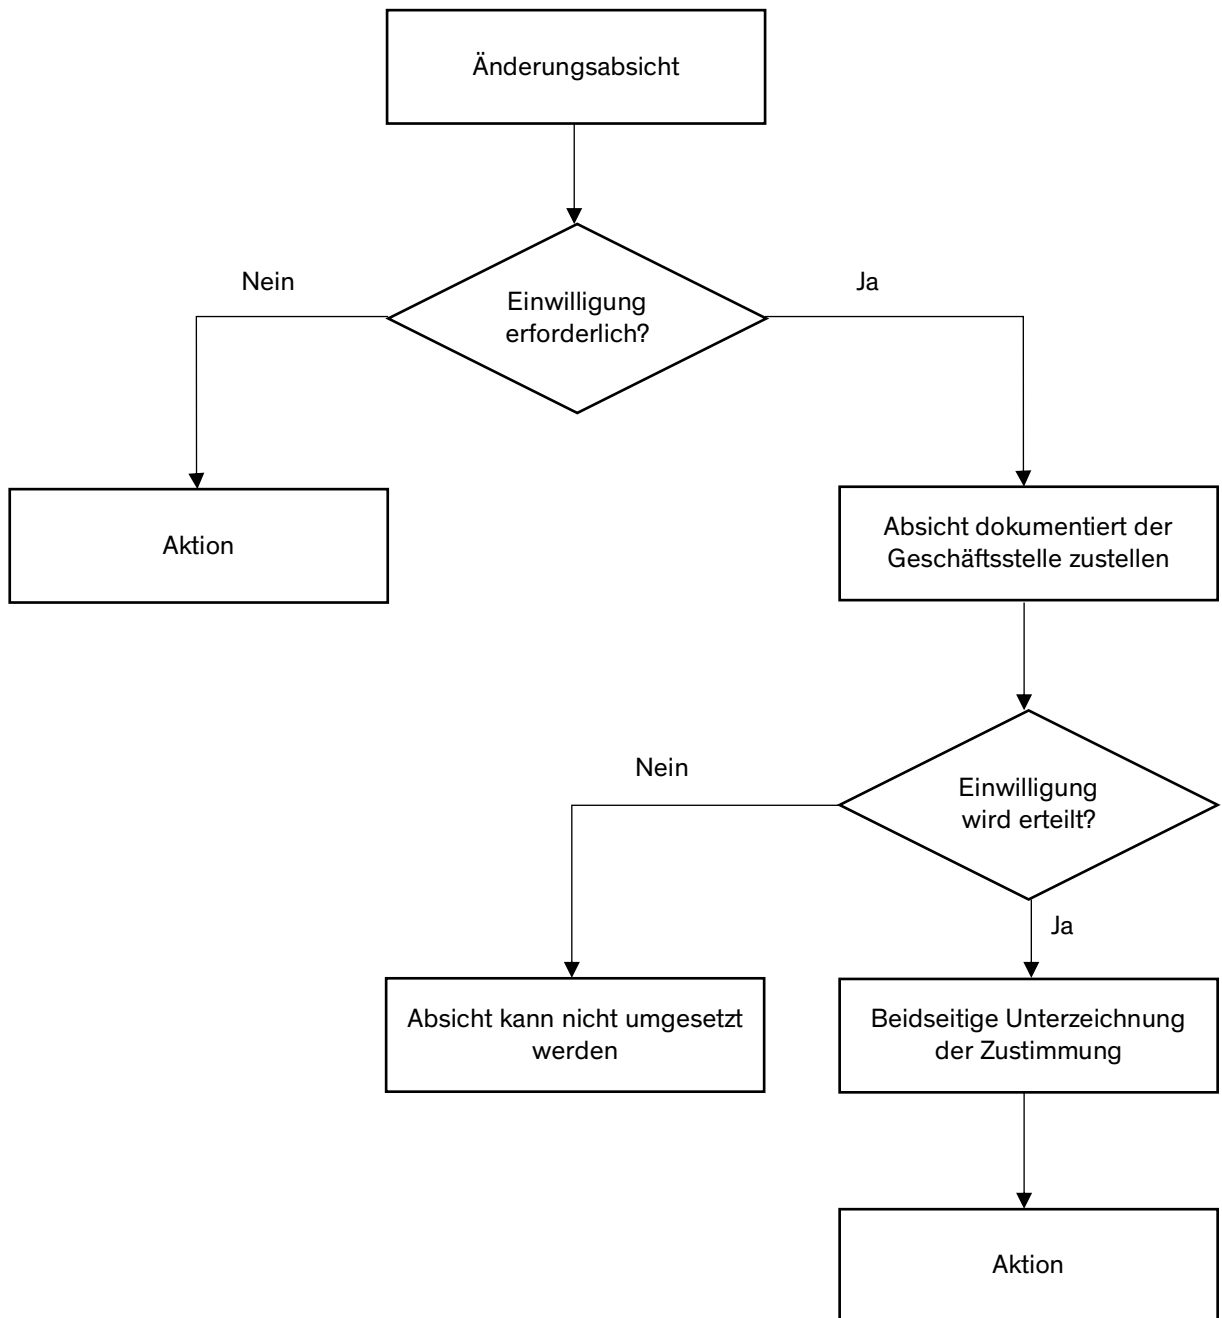 Änderungsabsicht
Nein
Ja
Einwilligung
erforderlich?
Aktion
Absicht dokumentiert der
Geschäftsstelle zustellen
Nein
Einwilligung
wird erteilt?
Ja
Absicht kann nicht umgesetzt
werden
Beidseitige Unterzeichnung
der Zustimmung
Aktion